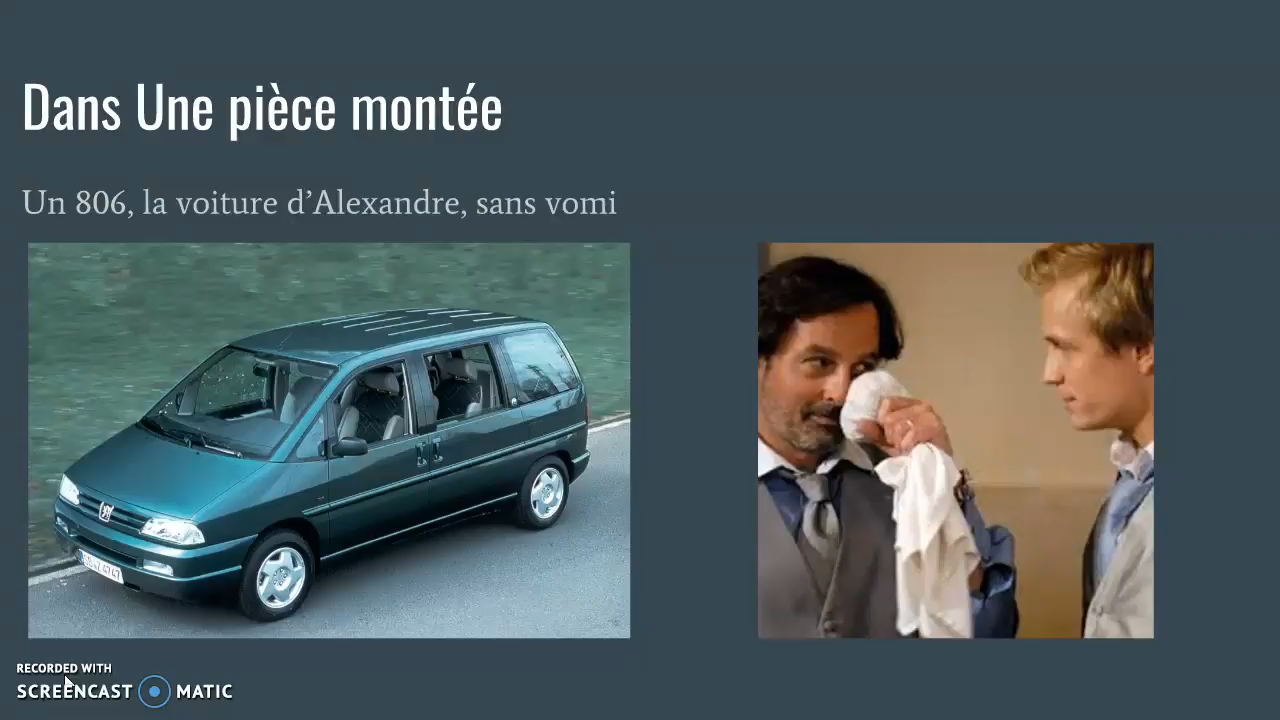 Dans Une pièce montée
Un 806, la voiture d’Alexandre, sans vomi
RECORDED WITH
SCREENCAST MATIC